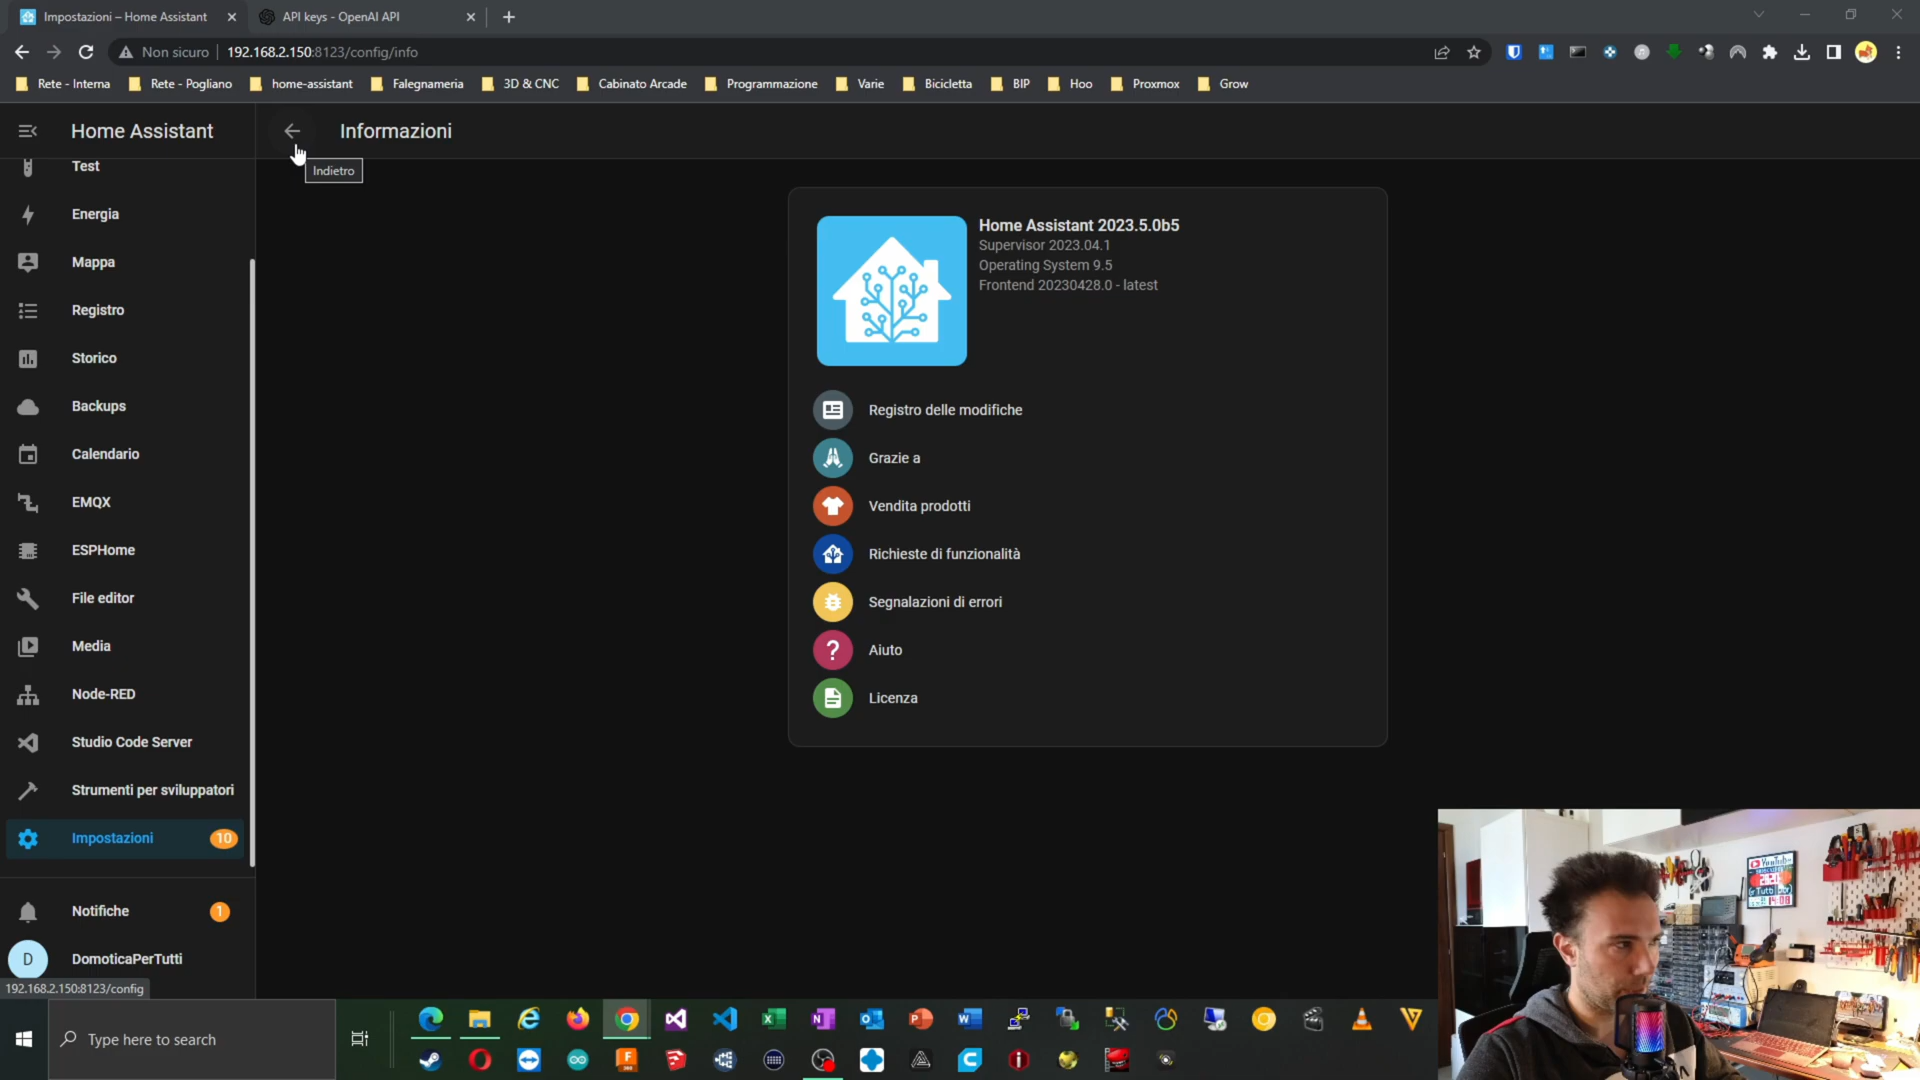 Impostazioni – Home Assistant
API keys - OpenAI API
Non sicuro
192.168.2.150:8123/config/info
Rete - Interna
Rete - Pogliano
home-assistant
Falegnameria
3D & CNC
Cabinato Arcade
Programmazione
Varie
Bicicletta
BIP
Hoo
Proxmox
Grow
Home Assistant
Informazioni
Indietro
Test
Energia
Mappa
Registro
Storico
Backups
Calendario
EMQX
ESPHome
File editor
Media
Node-RED
Studio Code Server
Strumenti per sviluppatori
Impostazioni
10
Notifiche
1
D
DomoticaPerTutti
192.168.2.150:8123/config
Home Assistant 2023.5.0b5
Supervisor 2023.04.1
Operating System 9.5
Frontend 20230428.0 - latest
Registro delle modifiche
Grazie a
Vendita prodotti
Richieste di funzionalità
Segnalazioni di errori
?
Aiuto
Licenza
Type here to search
YouTube
14:08